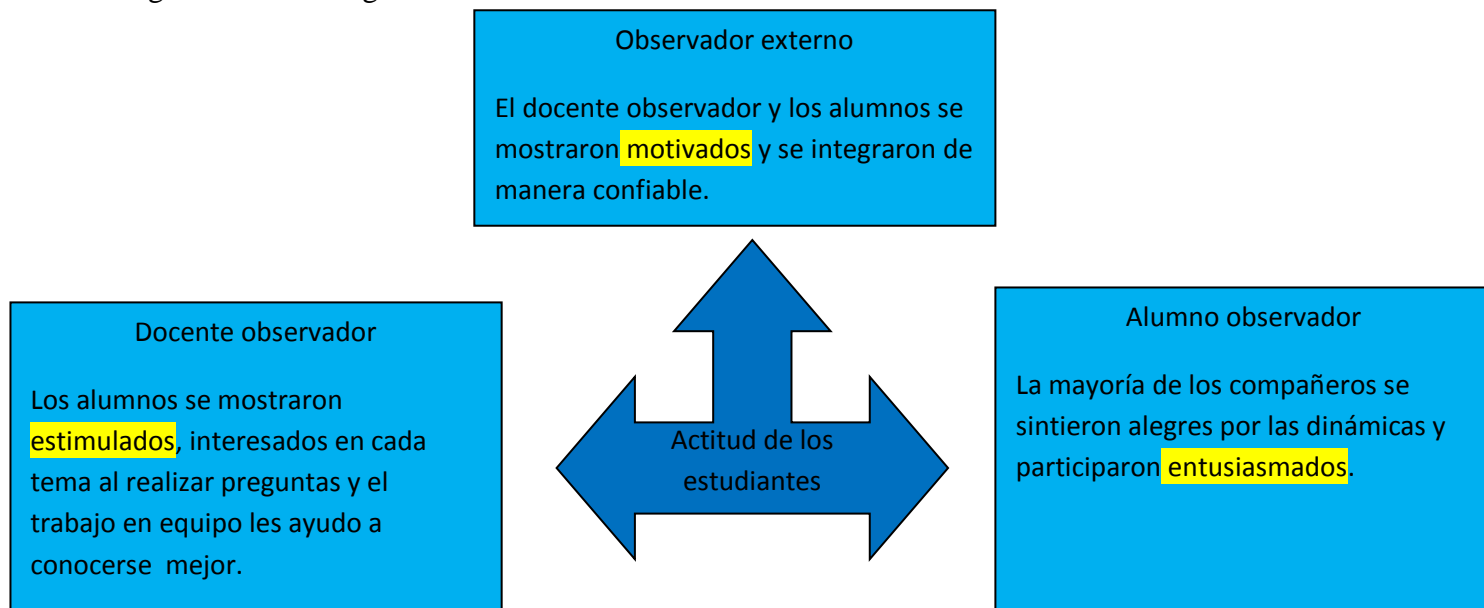 Observador externo
El docente observador y los alumnos se
mostraron motivados y se integraron de
manera confiable.
Docente observador
Los alumnos se mostraron
estimulados, interesados en cada
tema al realizar preguntas y el
trabajo en equipo les ayudo a
conocerse mejor.
Actitud de los
estudiantes
Alumno observador
La mayoría de los compañeros se
sintieron alegres por las dinámicas y
participaron entusiasmados.